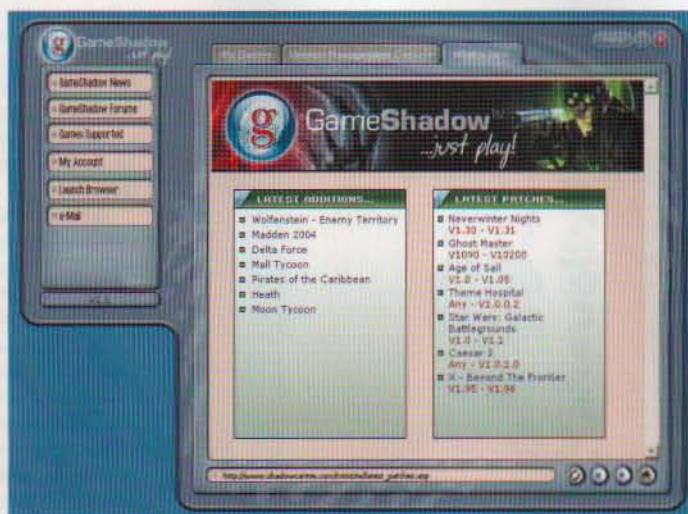 GameShadow
just play!
GameShadow News
GameShadow Forums
Games Supported
My Account
Launch Browser
e-Mail
GameShadow
...just play!
LATEST ADDITIONS...
Wolfenstein - Enemy Territory
Madden 2004
Delta Force
Mall Tycoon
Pirates of the Caribbean
Heath
Moon Tycoon
LATEST PATCHES...
Neverwinter Nights
V1.30 - V1.31
Ghost Master
V1090 - V10200
Age of Sail
V1.0 - V1.05
Theme Hospital
Any - V1.0.0.2
Star Wars: Galactic
Battlegrounds
V1.0 - V1.1
Caesar 3
Any - V1.0.1.0
X - Beyond The Frontier
V1.95 - V1.96